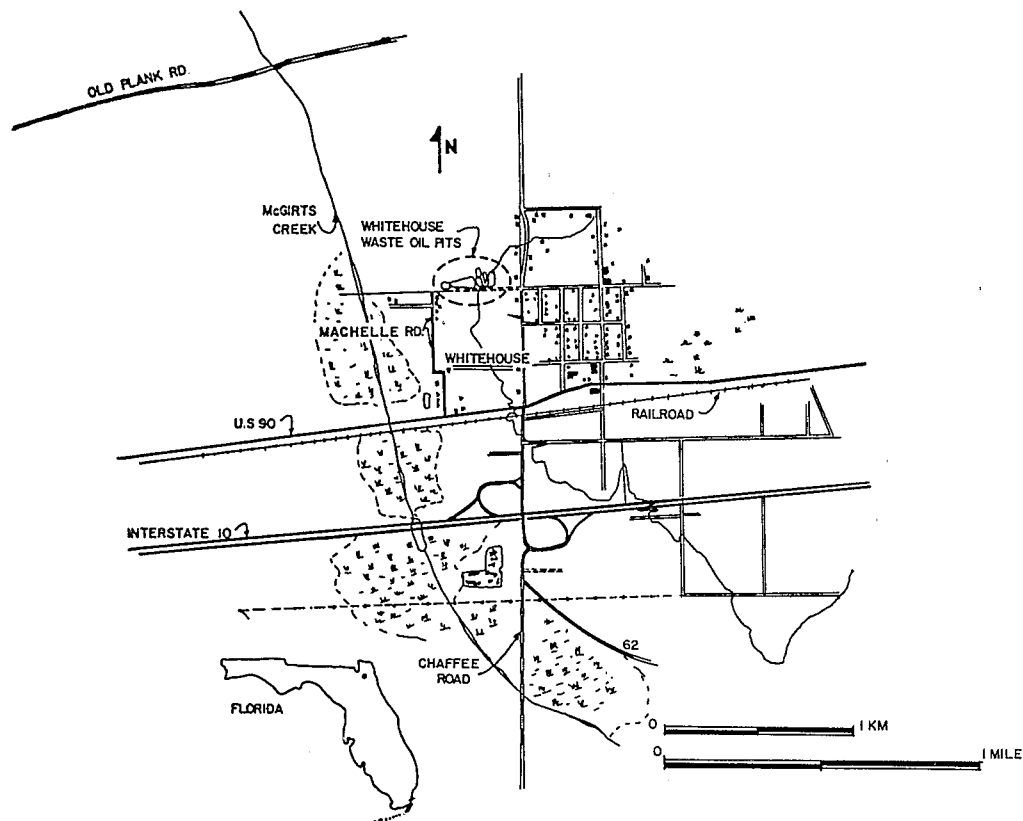 OLD PLANK RD.
N
McGIRTS
CREEK
WHITEHOUSE
WASTE OIL PITS
MACHELLE RD.
WHITEHOUSE
RAILROAD
U.S 90
INTERSTATE 10
62
CHAFFEE
ROAD
FLORIDA
0 1 KM
0 1 MILE